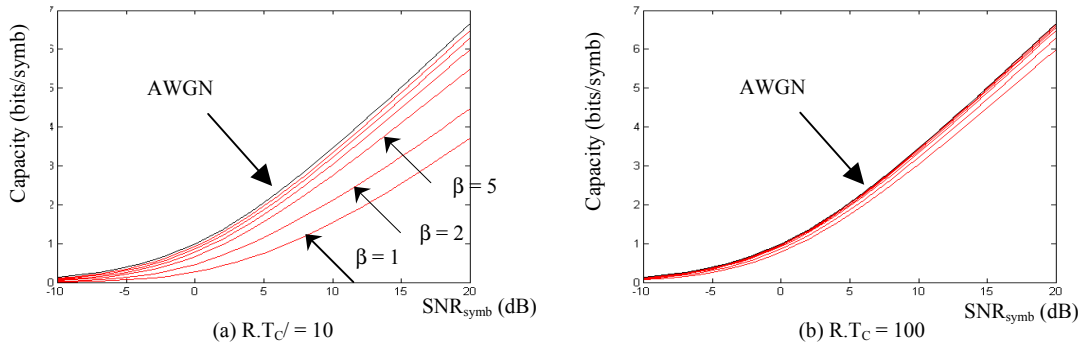 Capacity (bits/symb)
7
6
5
4
3
2
1
0
-10
-5
0
5
10
15
20
AWGN
β = 5
β = 2
β = 1
SNRsymb (dB)
(a) R.TC/ = 10
Capacity (bits/symb)
7
6
5
4
3
2
1
0
-10
-5
0
5
10
15
20
AWGN
SNRsymb (dB)
(b) R.TC = 100